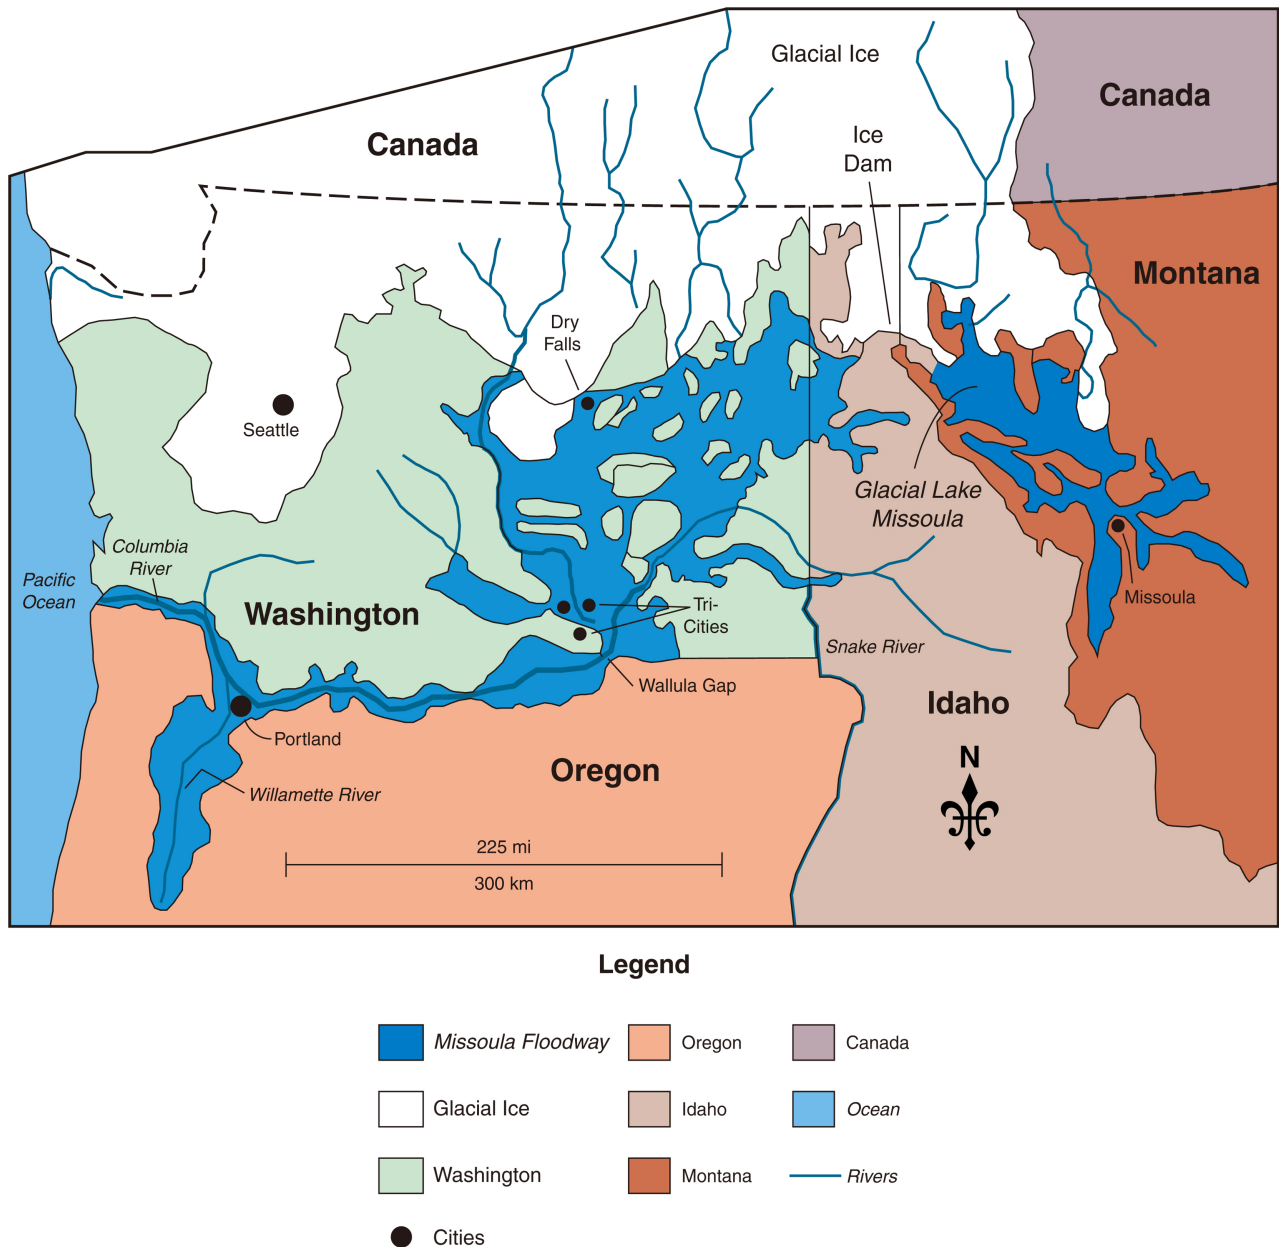 Glacial Ice
Canada
Canada
Ice
Dam
Montana
Dry
Falls
Seattle
Glacial Lake
Missoula
Columbia
River
Pacific
Ocean
Washington
Tri-
Cities
Missoula
Snake River
Wallula Gap
Idaho
Portland
Oregon
N
Willamette River
225 mi
300 km
Legend
Missoula Floodway
Oregon
Canada
Glacial Ice
Idaho
Ocean
Washington
Montana
Rivers
Cities